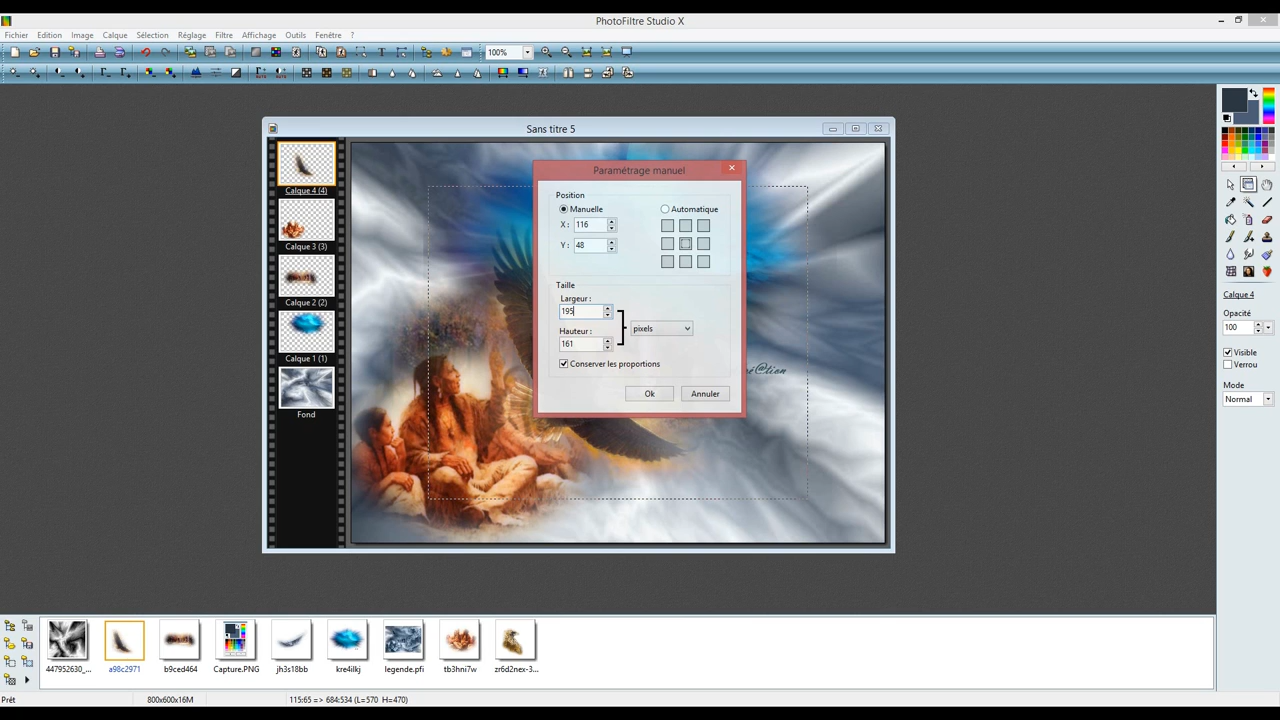 PhotoFiltre Studio X
Fichier Edition Image Calque Sélection Réglage Filtre Affichage Outils Fenêtre ?
100%
Sans titre 5
Calque 4 (4)
Calque 3 (3)
Calque 2 (2)
Calque 1 (1)
Fond
Paramétrage manuel
Position
Manuelle Automatique
X : 116
Y : 48
Taille
Largeur :
195
pixels
Hauteur :
161
Conserver les proportions
Ok Annuler
Calque 4
Opacité
100
Visible
Verrou
Mode
Normal
447952630_... a98c2971 b9ced464 Capture.PNG jh3s18bb kre4ilkj legende.pfi tb3hni7w zr6d2nex-3...
Prêt 800x600x16M 115:65 => 684:534 (L=570 H=470)